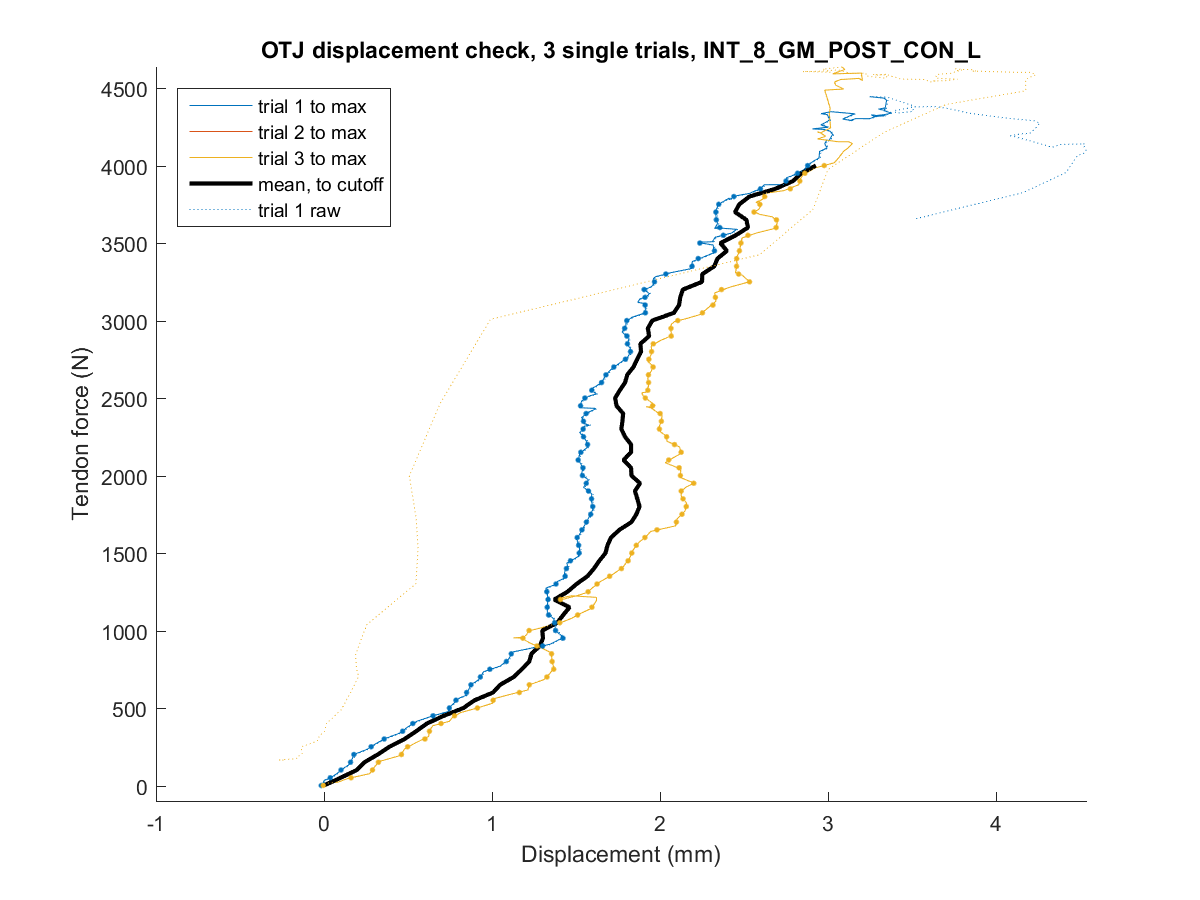 OTJ displacement check, 3 single trials, INT_8_GM_POST_CON_L
trial 1 to max
trial 2 to max
trial 3 to max
mean, to cutoff
trial 1 raw
4500
4000
3500
3000
2500
2000
1500
1000
500
0
Tendon force (N)
-1
0
1
2
3
4
Displacement (mm)